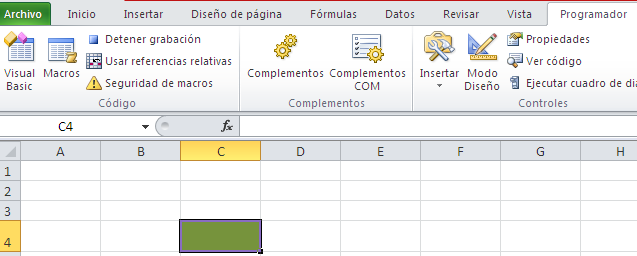 Archivo Inicio Insertar Diseño de página Fórmulas Datos Revisar Vista Programador
Visual Basic
Macros
Detener grabación
Usar referencias relativas
Seguridad de macros
Código
Complementos
Complementos COM
Complementos
Insertar
Modo Diseño
Propiedades
Ver código
Ejecutar cuadro de
Controles
C4 fx
A B C D E F G H
1
2
3
4